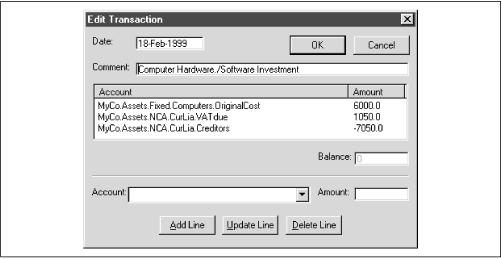 Edit Transaction
Date: 18-Feb-1999 OK Cancel
Comment: Computer Hardware./Software Investment
Account Amount
MyCo.Assets.Fixed.Computers.OriginalCost 6000.0
MyCo.Assets.NCA.CurLia.VATdue 1050.0
MyCo.Assets.NCA.CurLia.Creditors -7050.0
Balance: 0
Account: Amount:
Add Line Update Line Delete Line